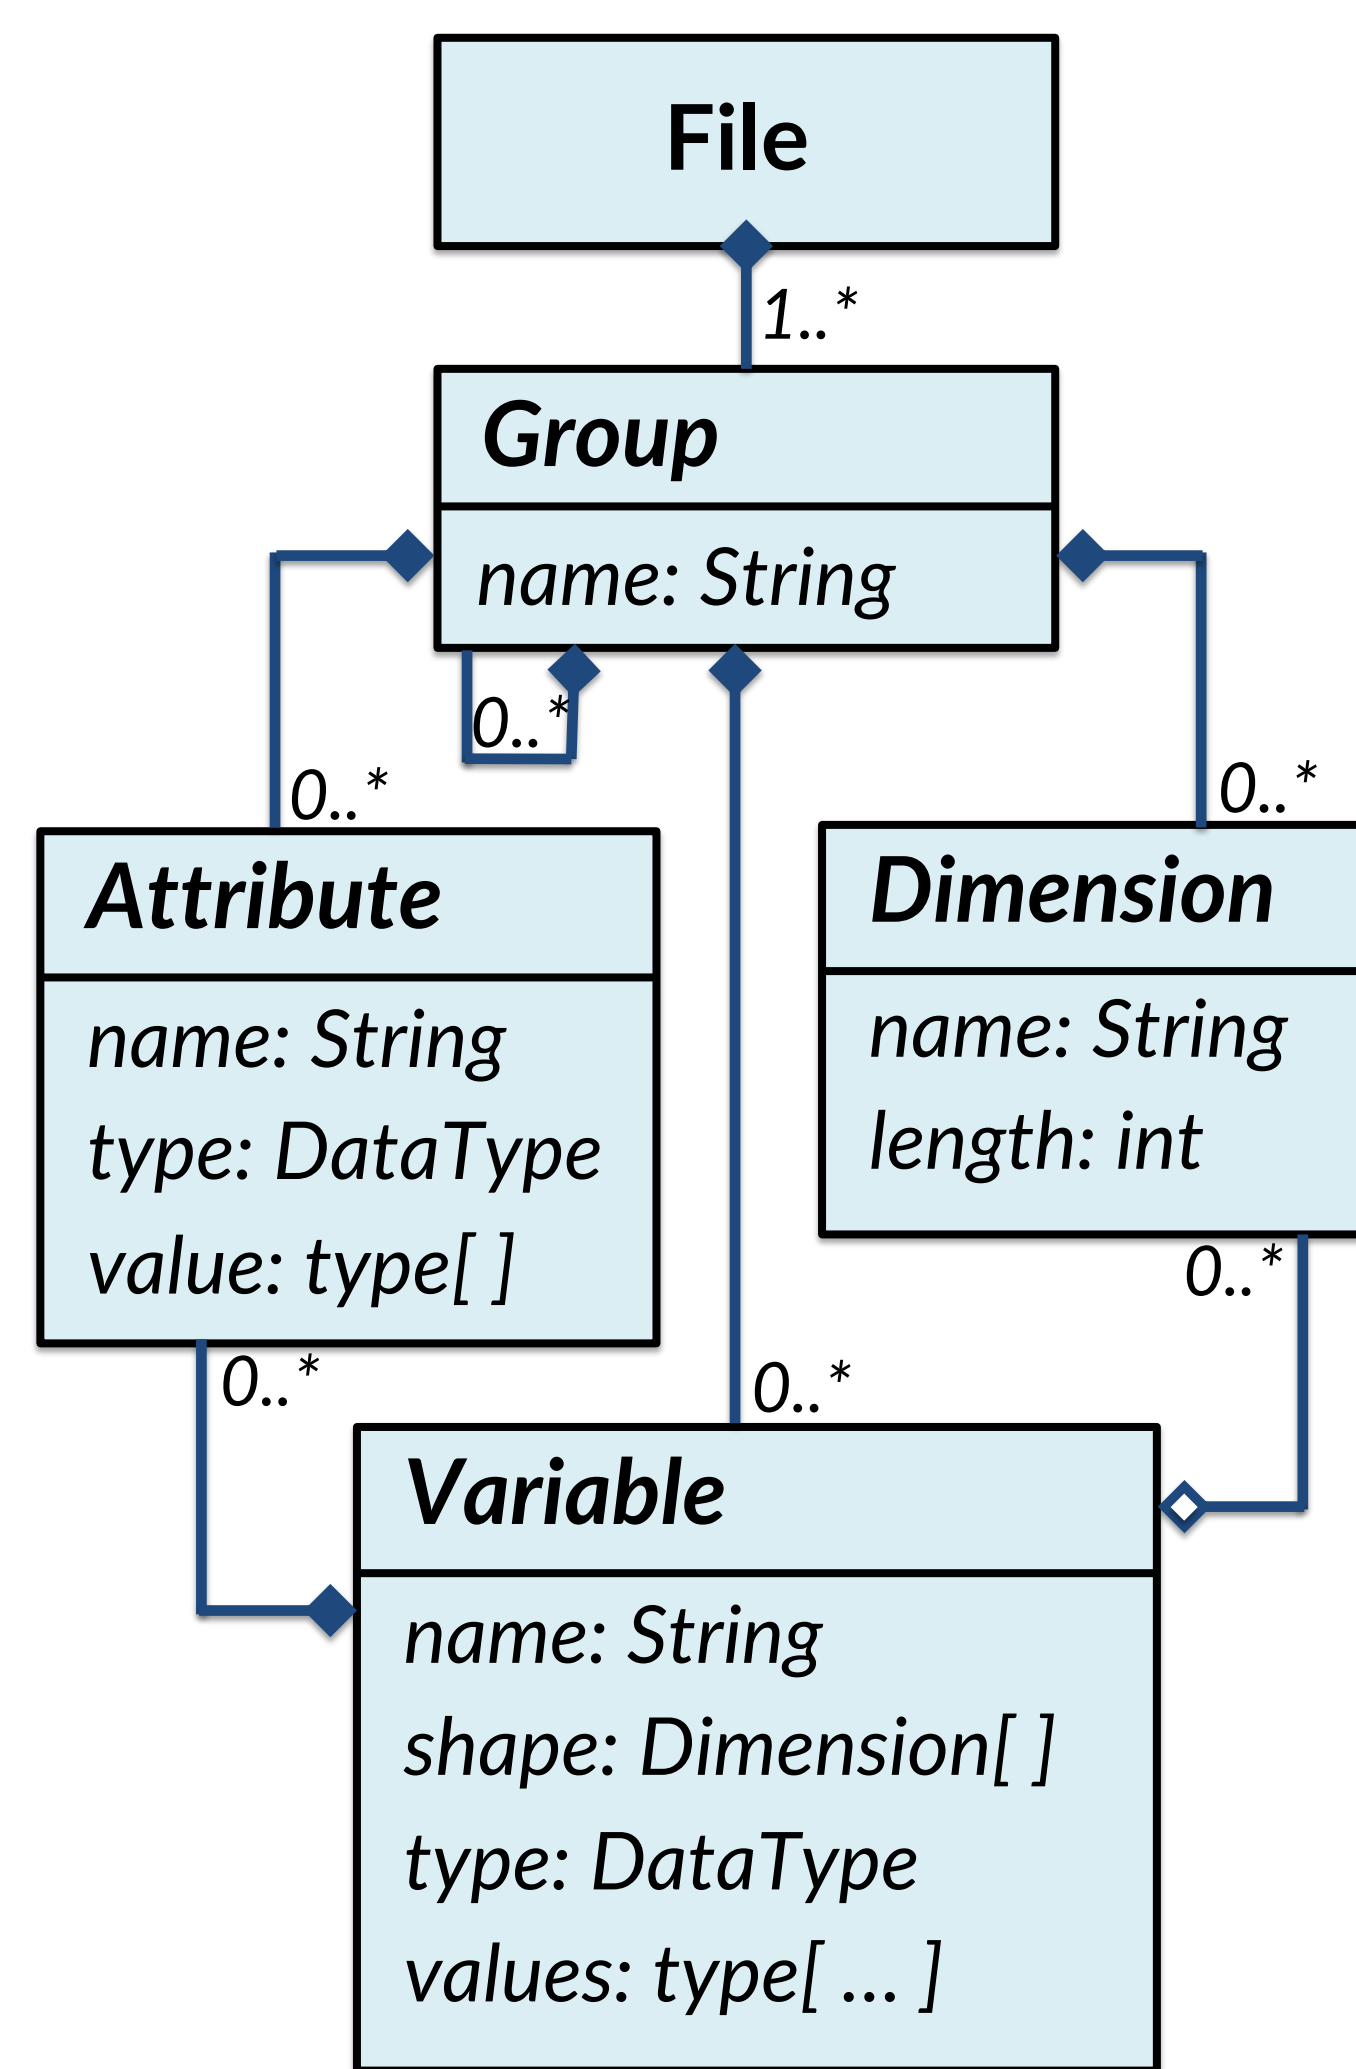 File
1..*
Group
name: String
0..*
0..*
0..*
Attribute
name: String
type: DataType
value: type[ ]
Dimension
name: String
length: int
0..*
0..*
0..*
Variable
name: String
shape: Dimension[ ]
type: DataType
values: type[ ... ]